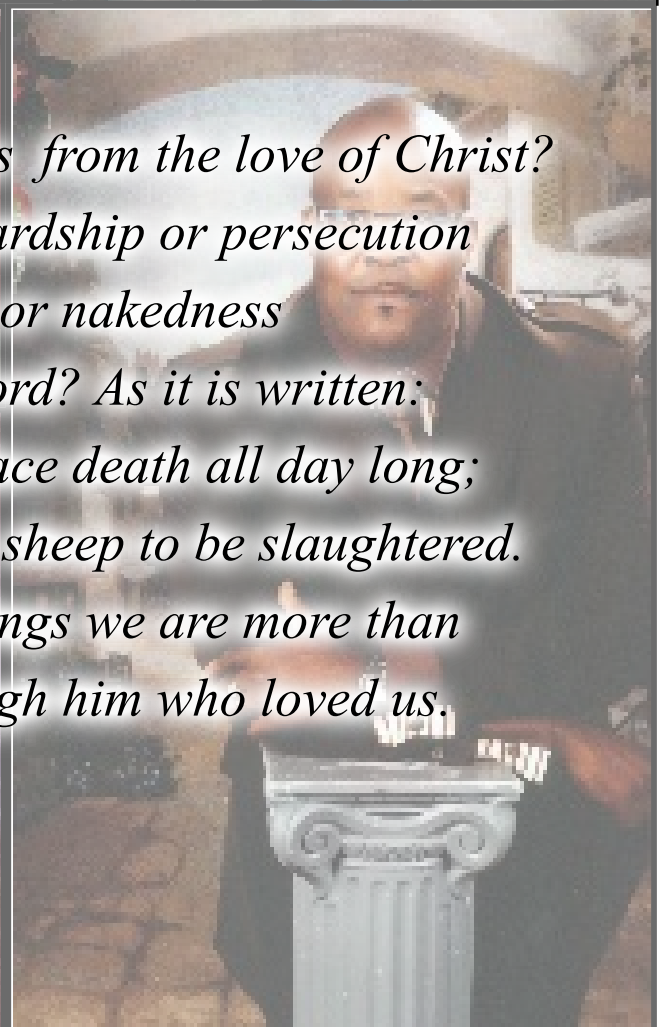 s from the love of Christ?
ardship or persecution
or nakedness
ord? As it is written:
ace death all day long;
sheep to be slaughtered.
ngs we are more than
gh him who loved us.